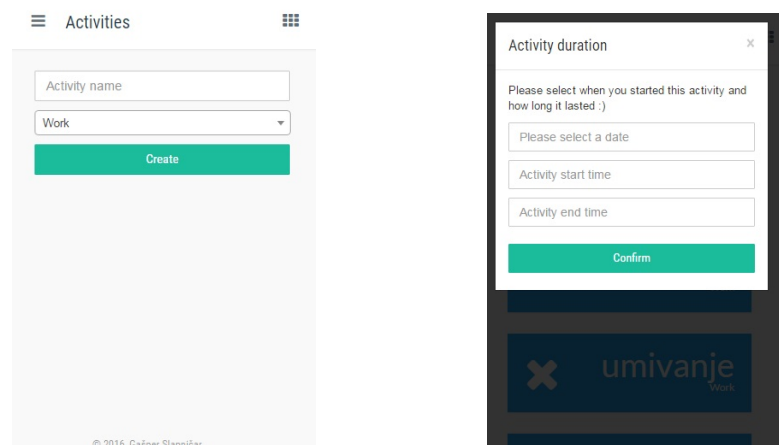 Activities
Activity name
Work
Create
© 2016 Gašper Slapničar
Activity duration
×
Please select when you started this activity and
how long it lasted :)
Please select a date
Activity start time
Activity end time
Confirm
umivanje
Work